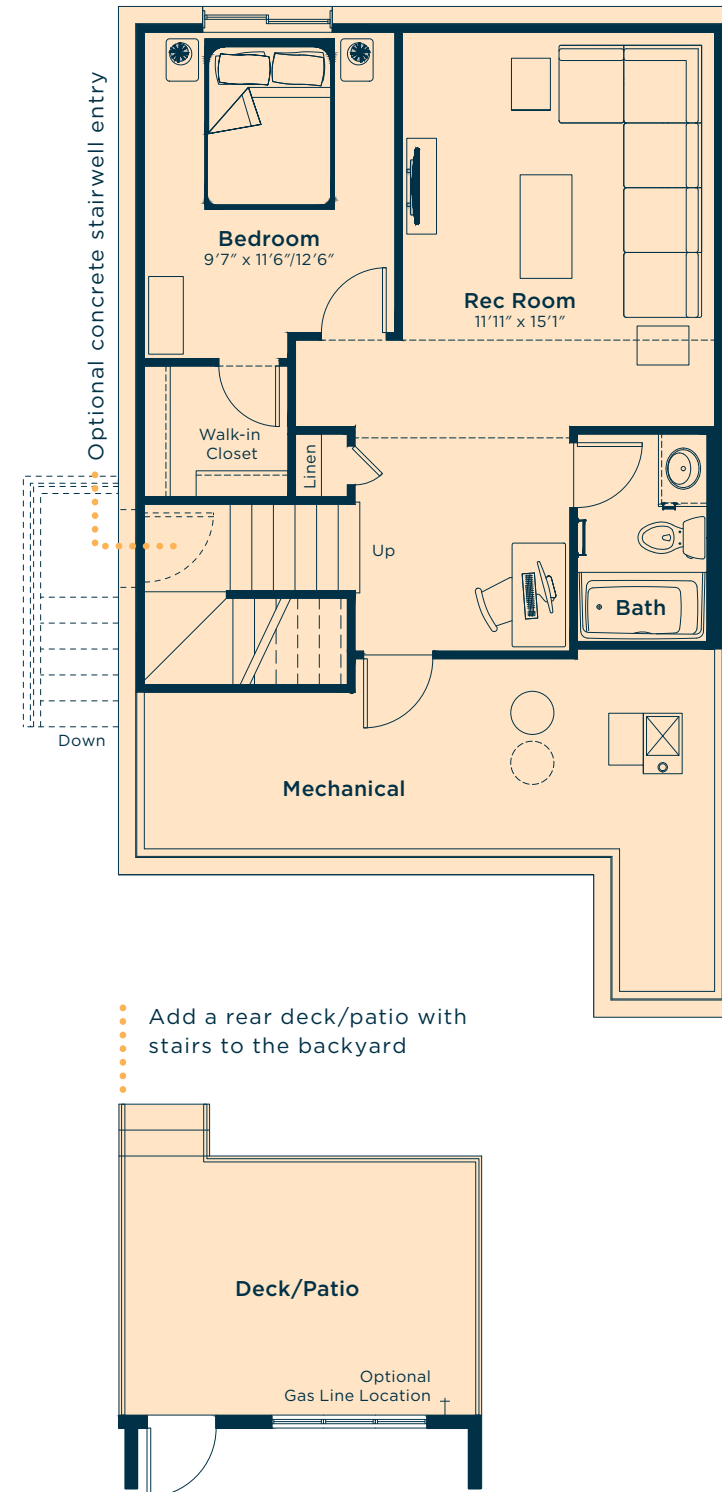 Optional concrete stairwell entry
Bedroom
9'7" x 11'6"/12'6"
Rec Room
11'11" x 15'1"
Walk-in
Closet
Linen
Up
Bath
Down
Mechanical
Add a rear deck/patio with
stairs to the backyard
Deck/Patio
Optional
Gas Line Location